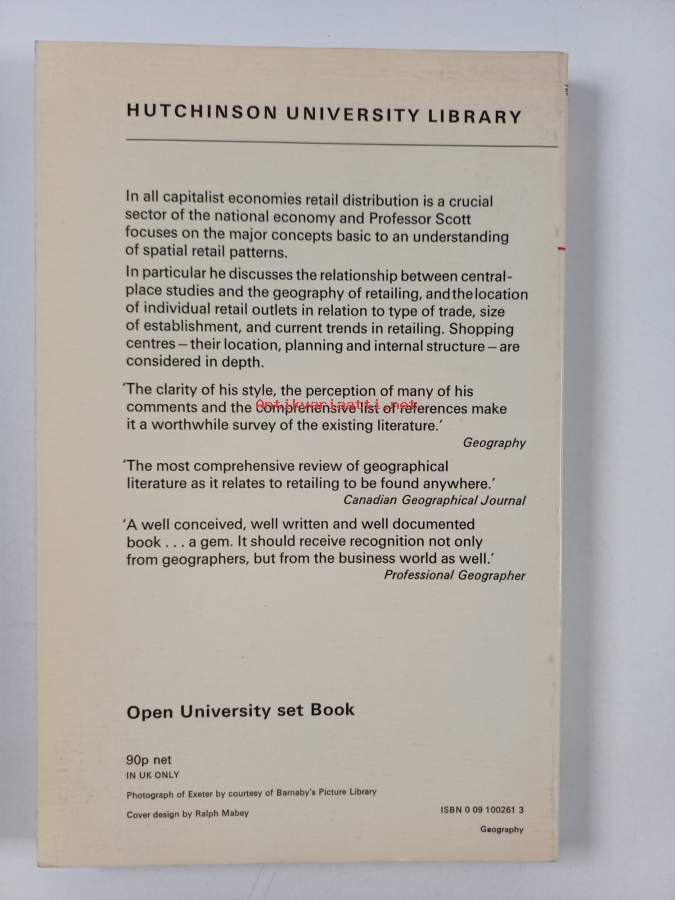 HUTCHINSON UNIVERSITY LIBRARY
In all capitalist economies retail distribution is a crucial
sector of the national economy and Professor Scott
focuses on the major concepts basic to an understanding
of spatial retail patterns.
In particular he discusses the relationship between central-
place studies and the geography of retailing, and the location
of individual retail outlets in relation to type of trade, size
of establishment, and current trends in retailing. Shopping
centres – their location, planning and internal structure – are
considered in depth.
‘The clarity of his style, the perception of many of his
comments and the comprehensive list of references make
it a worthwhile survey of the existing literature.’
Geography
‘The most comprehensive review of geographical
literature as it relates to retailing to be found anywhere.’
Canadian Geographical Journal
‘A well conceived, well written and well documented
book . . . a gem. It should receive recognition not only
from geographers, but from the business world as well.’
Professional Geographer
Open University set Book
90p net
IN UK ONLY
Photograph of Exeter by courtesy of Barnaby's Picture Library
Cover design by Ralph Mabey
ISBN 0 09 100261 3
Geography
Antikvariaatti.net